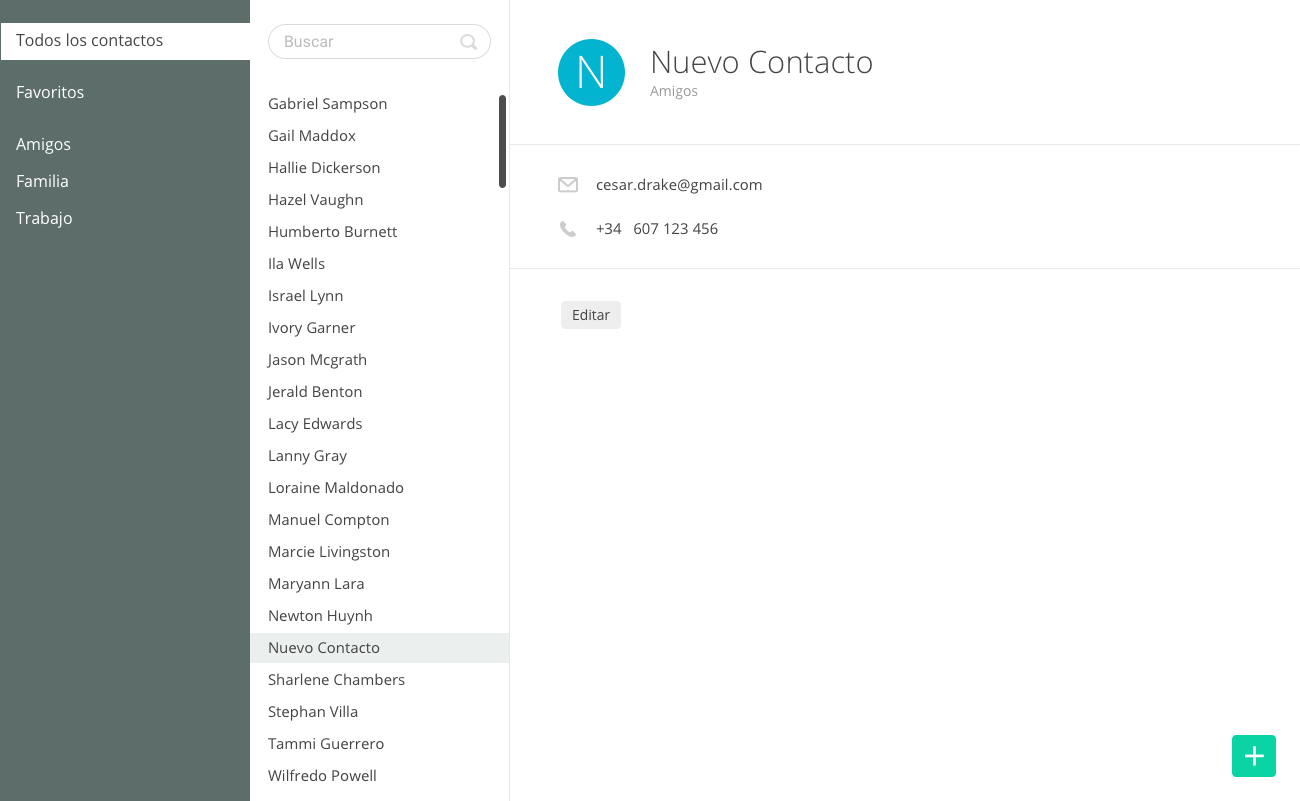 Todos los contactos
Favoritos
Amigos
Familia
Trabajo
Buscar
Gabriel Sampson
Gail Maddox
Hallie Dickerson
Hazel Vaughn
Humberto Burnett
Ila Wells
Israel Lynn
Ivory Garner
Jason Mcgrath
Jerald Benton
Lacy Edwards
Lanny Gray
Loraine Maldonado
Manuel Compton
Marcie Livingston
Maryann Lara
Newton Huynh
Nuevo Contacto
Sharlene Chambers
Stephan Villa
Tammi Guerrero
Wilfredo Powell
N
Nuevo Contacto
Amigos
cesar.drake@gmail.com
+34 607 123 456
Editar